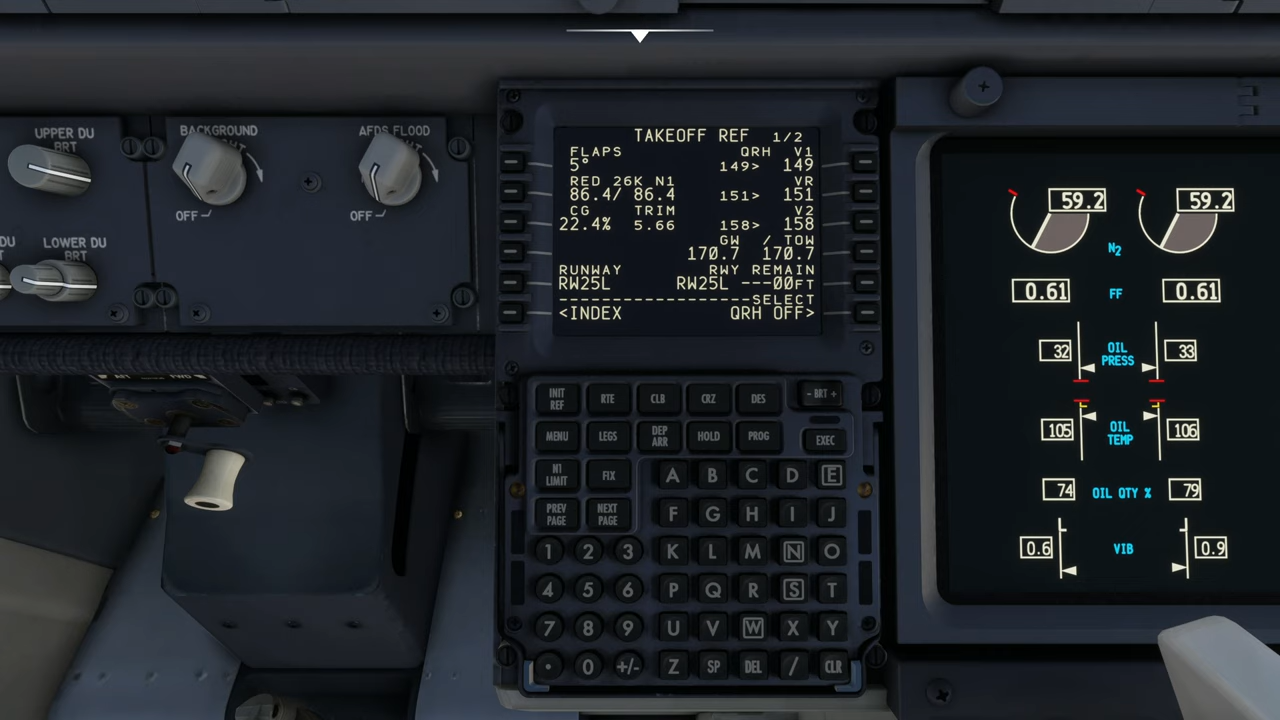 UPPER DU
BRT
BACKGROUND
OFF
AFDS FLOOD
OFF
DU
LOWER DU
BRT
TAKEOFF REF 1/2
FLAPS QRH V1
5° 149> 149
RED 26K N1 VR
86.4/ 86.4 151> 151
CG TRIM V2
22.4% 5.66 158> 158
GW / TOW
170.7 170.7
RUNWAY RWY REMAIN
RW25L RW25L ---00FT
--------------------SELECT
<INDEX QRH OFF>
INIT REF RTE CLB CRZ DES - BRT +
MENU LEGS DEP ARR HOLD PROG EXEC
N1 LIMIT FIX A B C D E
PREV PAGE NEXT PAGE F G H I J
1 2 3 K L M N O
4 5 6 P Q R S T
7 8 9 U V W X Y
. 0 +/- Z SP DEL / CLR
59.2 59.2
N2
0.61 FF 0.61
32 OIL PRESS 33
105 OIL TEMP 106
74 OIL QTY % 79
0.6 VIB 0.9